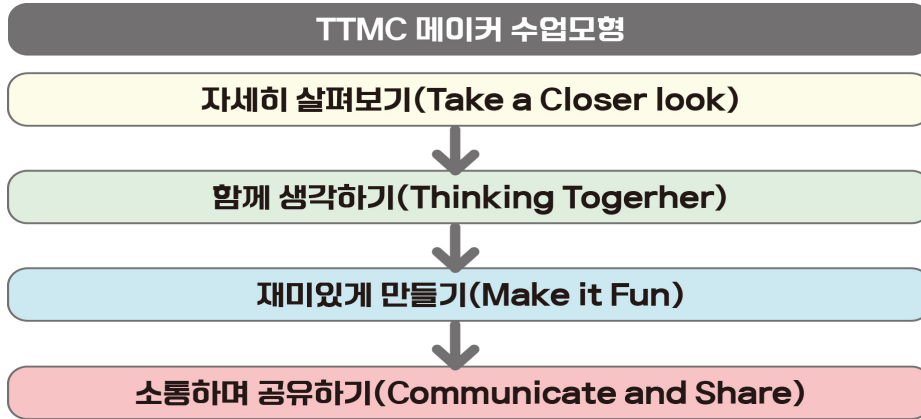 TTMC 메이커 수업모형
자세히 살펴보기(Take a Closer look)
함께 생각하기(Thinking Togerher)
재미있게 만들기(Make it Fun)
소통하며 공유하기(Communicate and Share)